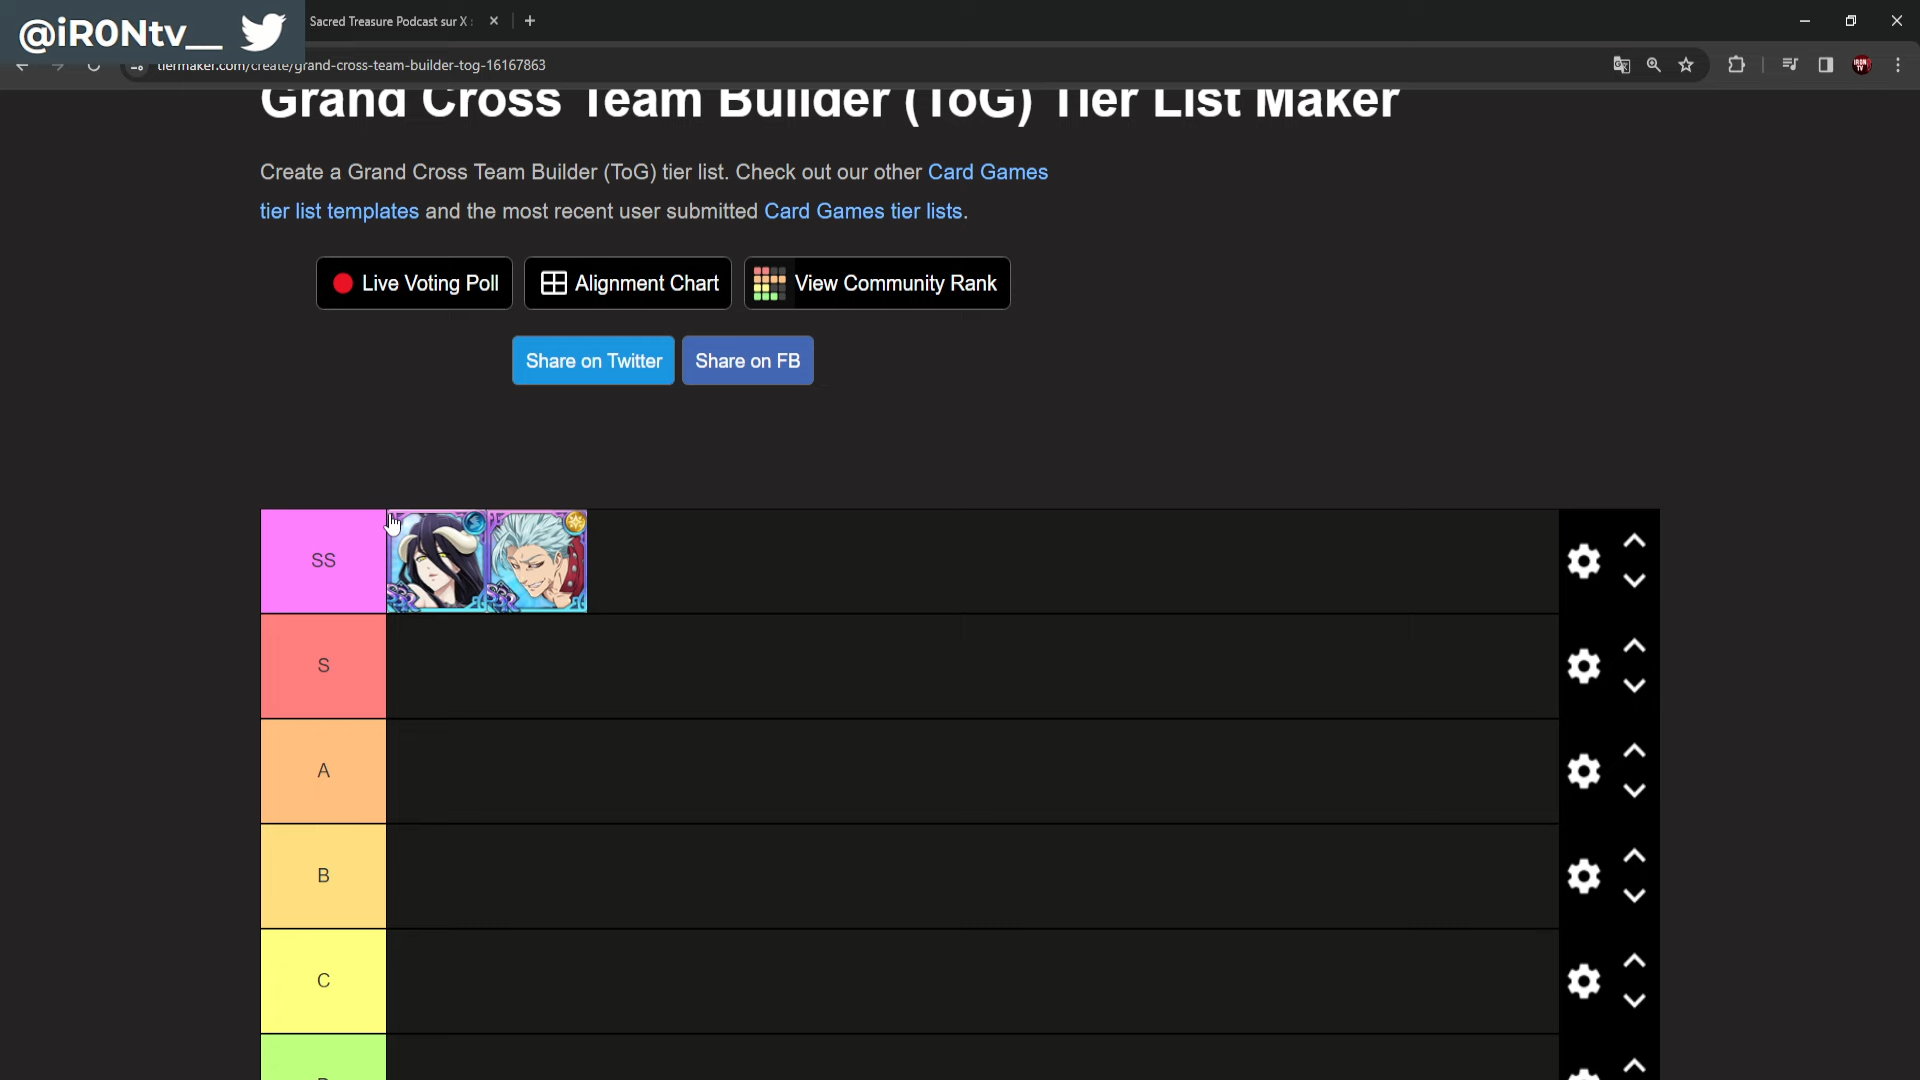 @iR0NTv__
Sacred Treasure Podcast sur X
tiermaker.com/create/grand-cross-team-builder-tog-16167863
Grand Cross Team Builder (ToG) Tier List Maker
Create a Grand Cross Team Builder (ToG) tier list. Check out our other Card Games
tier list templates and the most recent user submitted Card Games tier lists.
Live Voting Poll
Alignment Chart
View Community Rank
Share on Twitter
Share on FB
SS
S
A
B
C